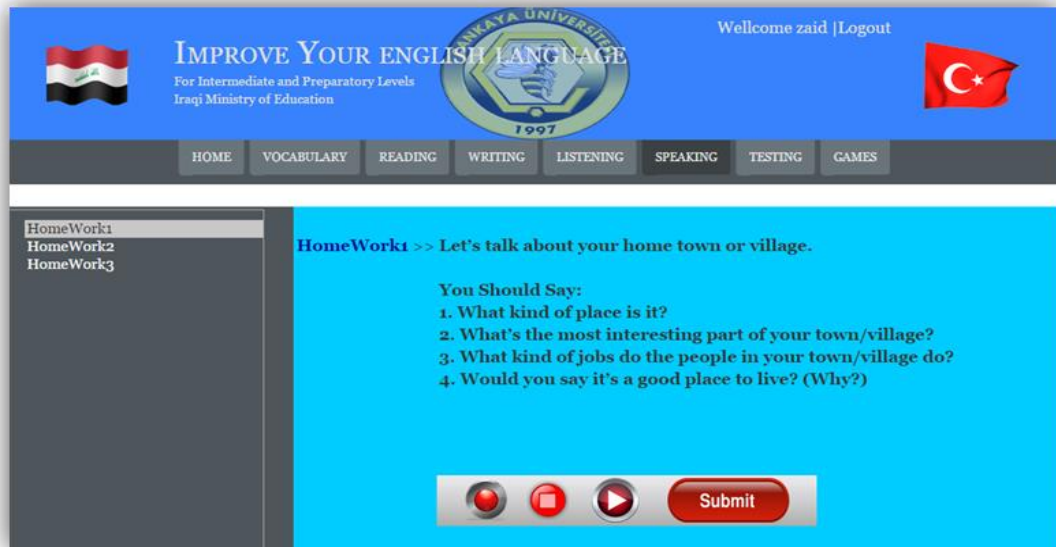 ANKAYA ÜNİVERSİTE
Wellcome zaid |Logout
IMPROVE YOUR ENGLISH LANGUAGE
For Intermediate and Preparatory Levels
Iraqi Ministry of Education
1997
HOME VOCABULARY READING WRITING LISTENING SPEAKING TESTING GAMES
HomeWork1
HomeWork2
HomeWork3
HomeWork1 >> Let's talk about your home town or village.
You Should Say:
1. What kind of place is it?
2. What's the most interesting part of your town/village?
3. What kind of jobs do the people in your town/village do?
4. Would you say it's a good place to live? (Why?)
Submit